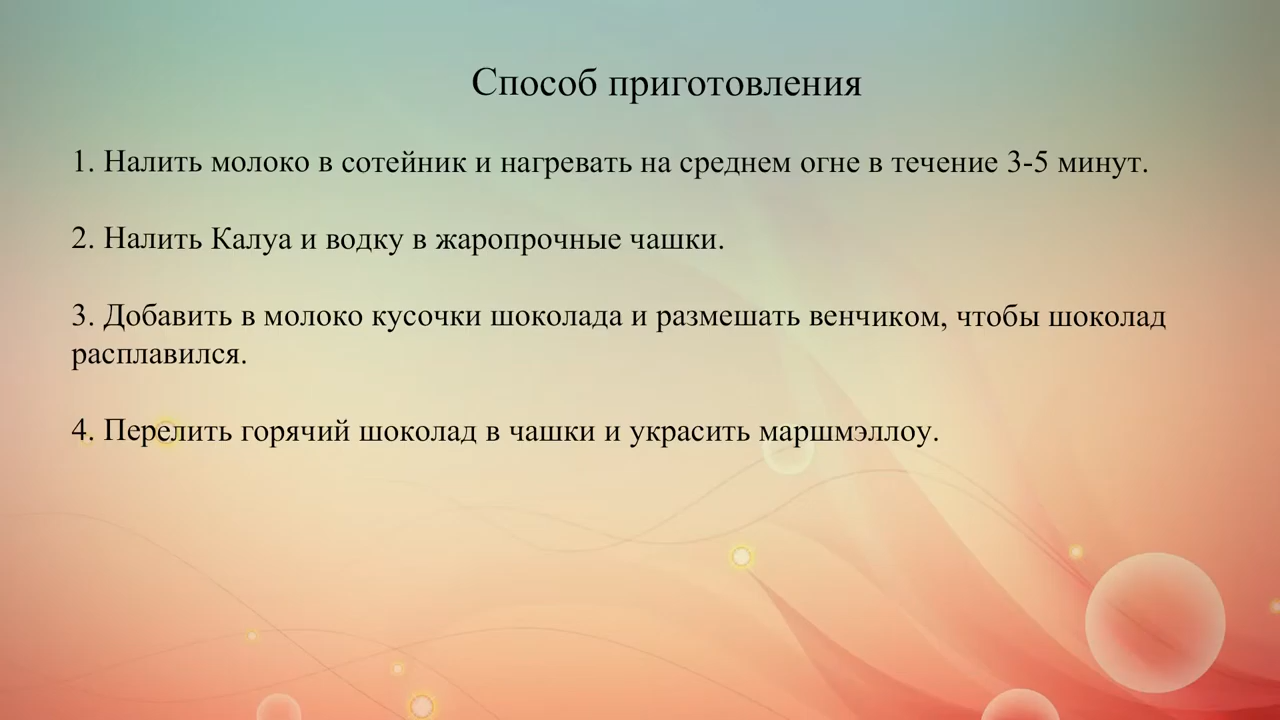 Способ приготовления
1. Налить молоко в сотейник и нагревать на среднем огне в течение 3-5 минут.
2. Налить Калуа и водку в жаропрочные чашки.
3. Добавить в молоко кусочки шоколада и размешать венчиком, чтобы шоколад
расплавился.
4. Перелить горячий шоколад в чашки и украсить маршмэллоу.